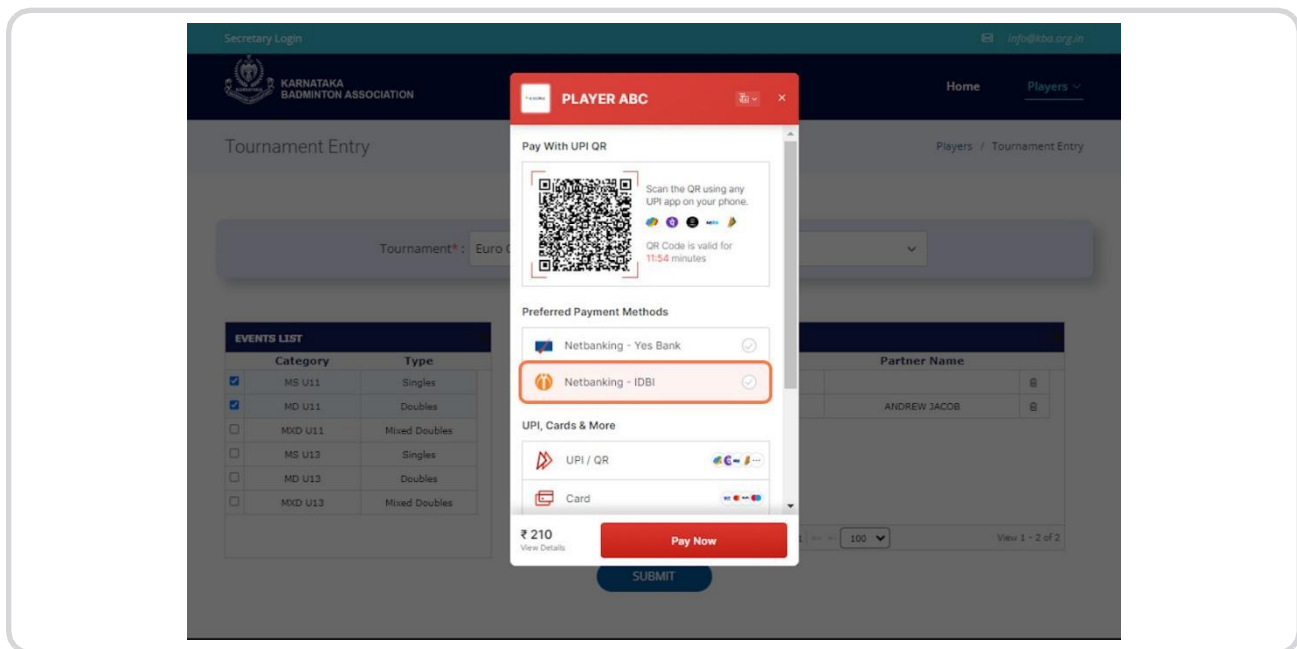 Secretary Login
info@kba.org.in
KARNATAKA
BADMINTON ASSOCIATION
Home
Players
Tournament Entry
Players / Tournament Entry
Tournament* :
Euro
PLAYER ABC
Pay With UPI QR
Scan the QR using any
UPI app on your phone.
QR Code is valid for
11:54 minutes
Preferred Payment Methods
Netbanking - Yes Bank
Netbanking - IDBI
UPI, Cards & More
UPI / QR
Card
₹ 210
View Details
Pay Now
EVENTS LIST
Category Type
MS U11 Singles
MD U11 Doubles
MXD U11 Mixed Doubles
MS U13 Singles
MD U13 Doubles
MXD U13 Mixed Doubles
Partner Name
ANDREW JACOB
100
View 1 - 2 of 2
SUBMIT